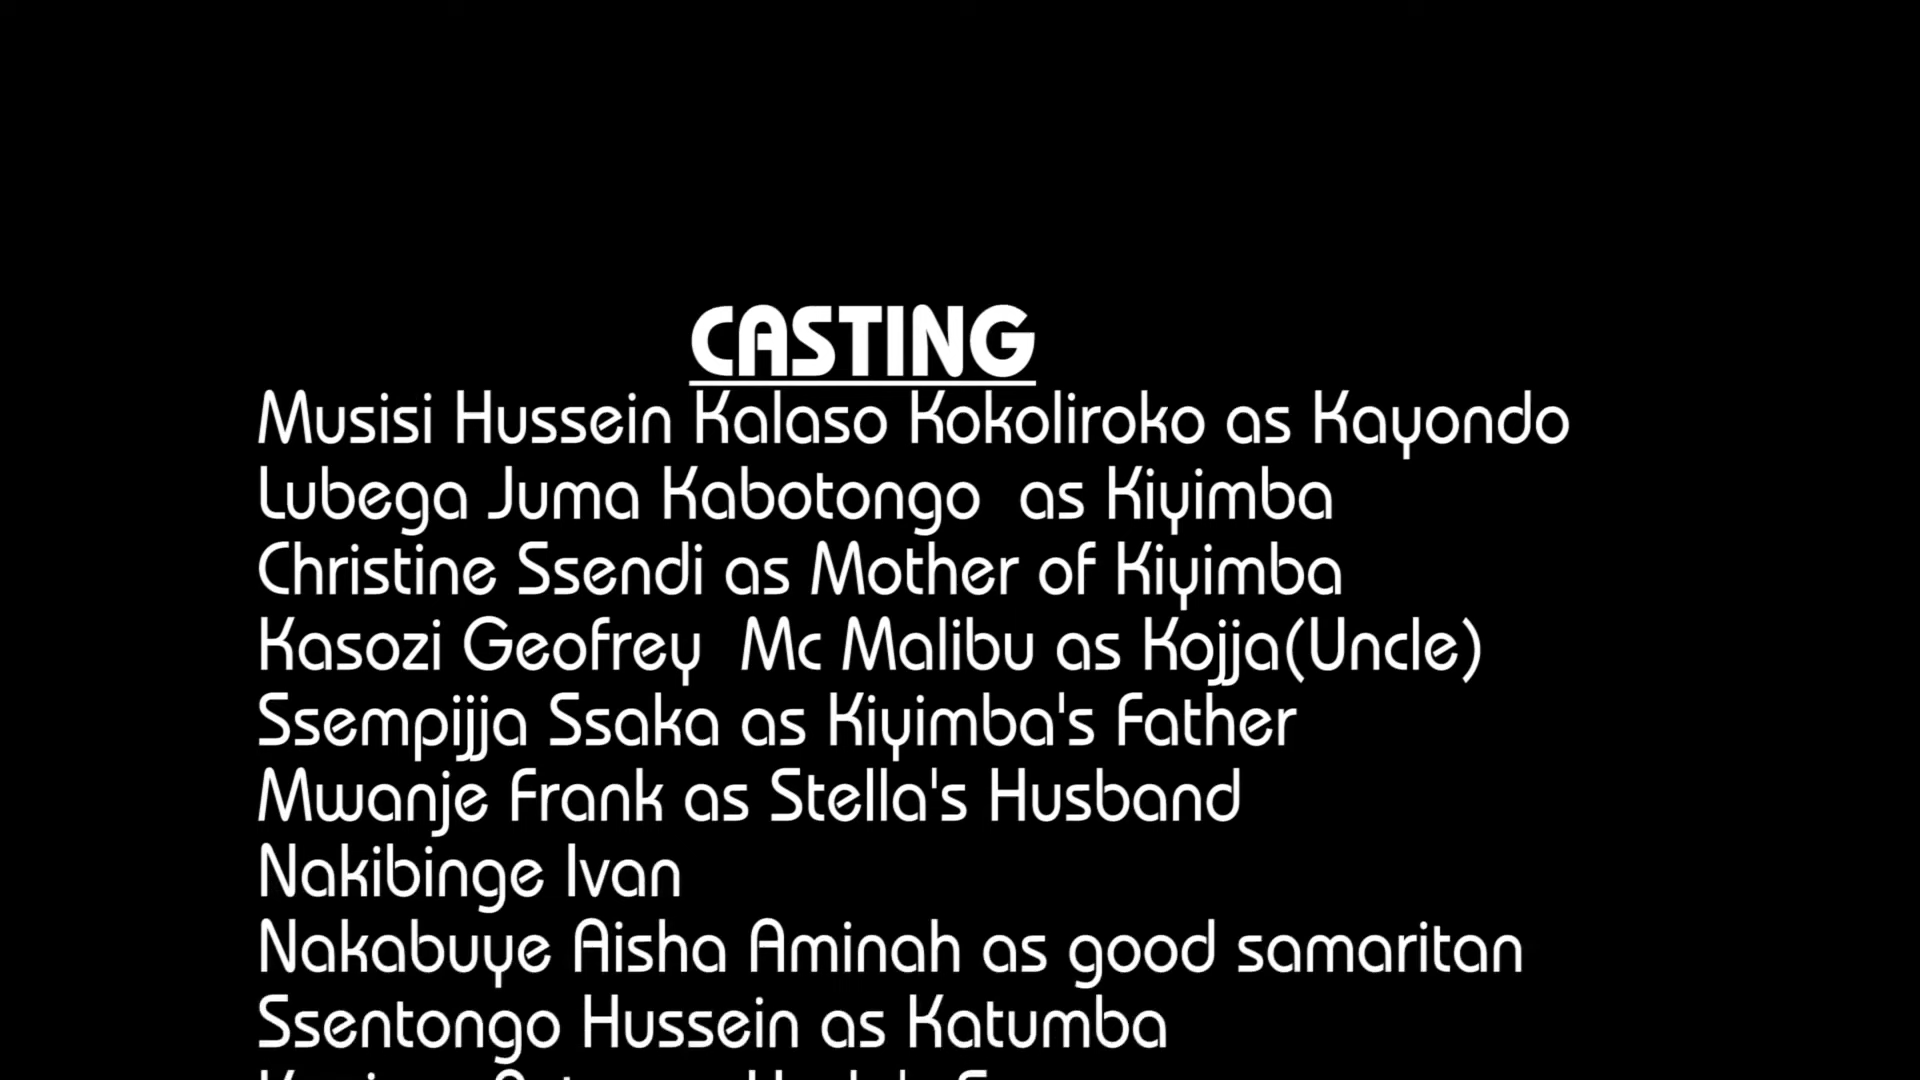 CASTING
Musisi Hussein Kalaso Kokoliroko as Kayondo
Lubega Juma Kabotongo  as Kiyimba
Christine Ssendi as Mother of Kiyimba
Kasozi Geofrey  Mc Malibu as Kojja(Uncle)
Ssempijja Ssaka as Kiyimba's Father
Mwanje Frank as Stella's Husband
Nakibinge Ivan
Nakabuye Aisha Aminah as good samaritan
Ssentongo Hussein as Katumba